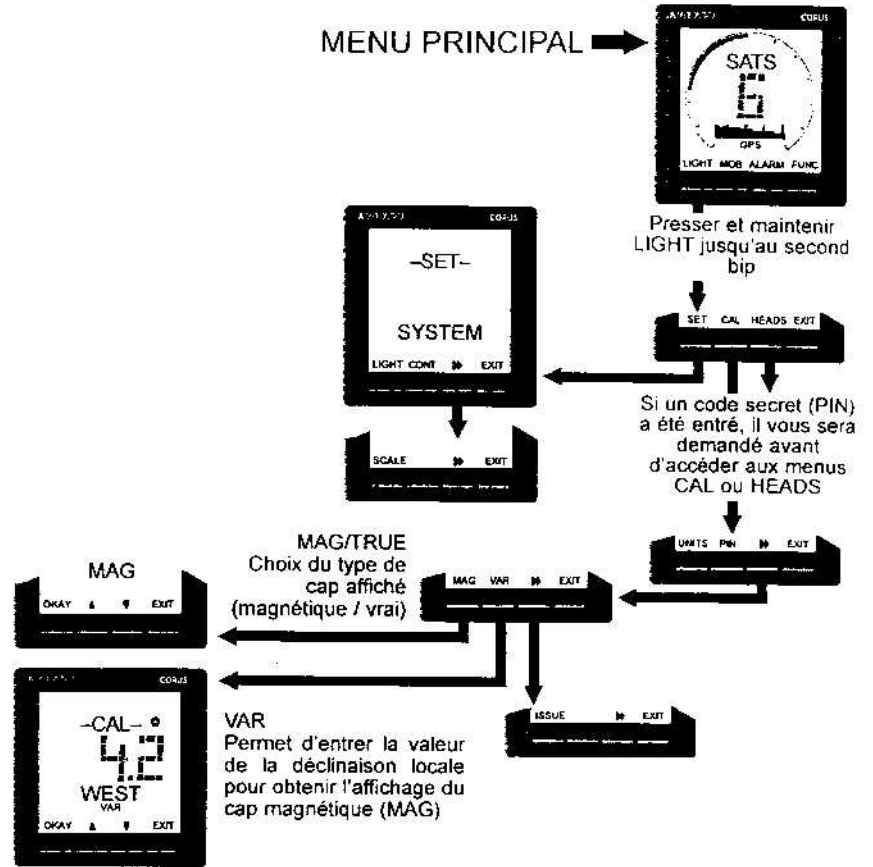 MENU PRINCIPAL
CORUS
SATS
6
GPS
LIGHT MOB ALARM FUNC
Presser et maintenir
LIGHT jusqu'au second
bip
SET CAL HEADS EXIT
CORUS
–SET–
SYSTEM
LIGHT CONT EXIT
SCALE EXIT
Si un code secret (PIN)
a été entré, il vous sera
demandé avant
d'accéder aux menus
CAL ou HEADS
UNITS PIN EXIT
MAG/TRUE
Choix du type de
cap affiché
(magnétique / vrai)
MAG VAR EXIT
MAG
OKAY EXIT
ISSUE EXIT
CORUS
–CAL– °
4.2
WEST
VAR
OKAY EXIT
VAR
Permet d'entrer la valeur
de la déclinaison locale
pour obtenir l'affichage du
cap magnétique (MAG)